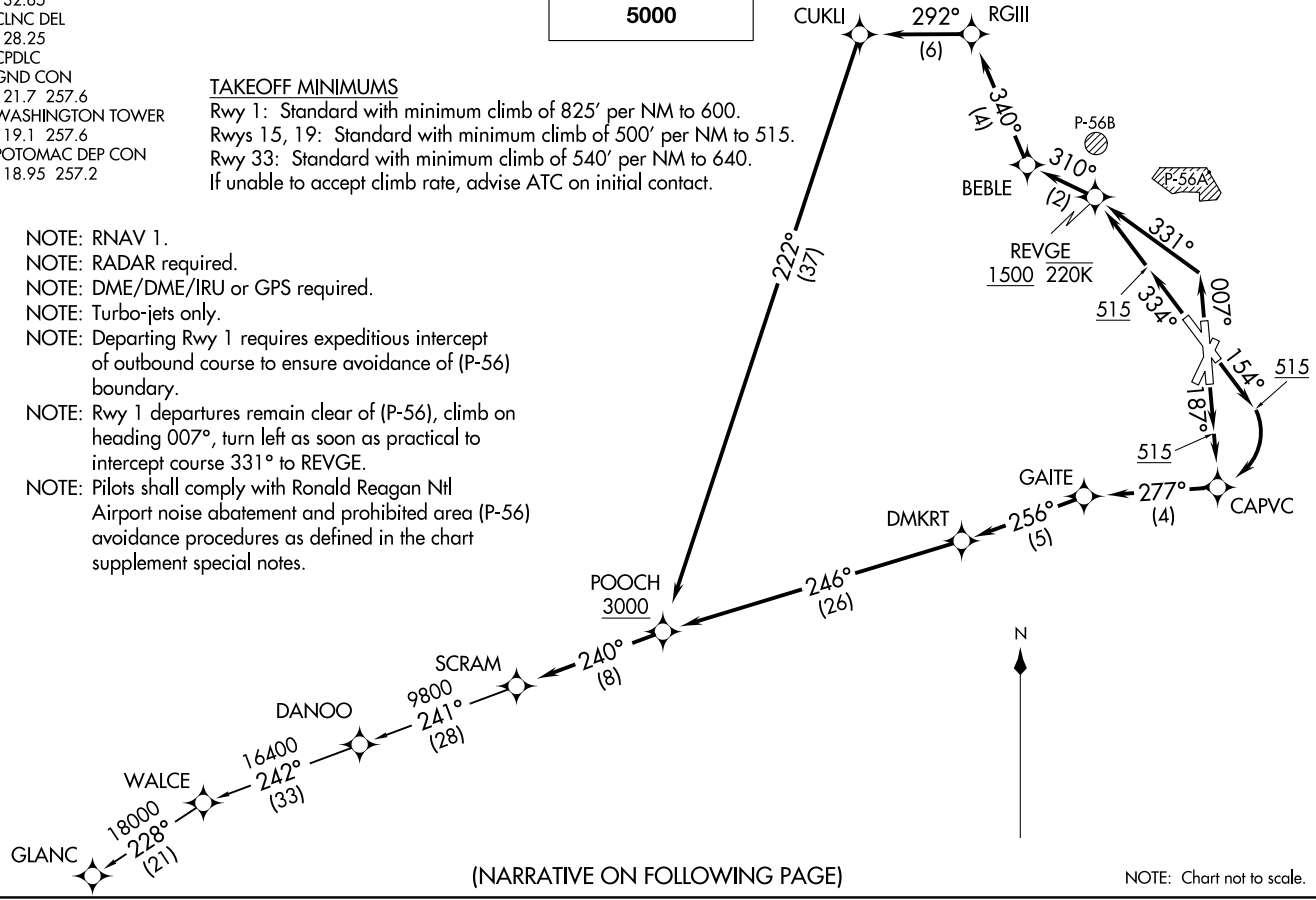 32.65
CLNC DEL
28.25
CPDLC
GND CON
21.7 257.6
WASHINGTON TOWER
19.1 257.6
POTOMAC DEP CON
18.95 257.2
5000
TAKEOFF MINIMUMS
Rwy 1: Standard with minimum climb of 825' per NM to 600.
Rwys 15, 19: Standard with minimum climb of 500' per NM to 515.
Rwy 33: Standard with minimum climb of 540' per NM to 640.
If unable to accept climb rate, advise ATC on initial contact.
NOTE: RNAV 1.
NOTE: RADAR required.
NOTE: DME/DME/IRU or GPS required.
NOTE: Turbo-jets only.
NOTE: Departing Rwy 1 requires expeditious intercept
of outbound course to ensure avoidance of (P-56)
boundary.
NOTE: Rwy 1 departures remain clear of (P-56), climb on
heading 007°, turn left as soon as practical to
intercept course 331° to REVGE.
NOTE: Pilots shall comply with Ronald Reagan Ntl
Airport noise abatement and prohibited area (P-56)
avoidance procedures as defined in the chart
supplement special notes.
CUKLI
292°
(6)
RGIII
340°
(4)
P-56B
P-56A
310°
(2)
BEBLE
REVGE
1500 220K
331°
007°
515
334°
154°
515
187°
515
CAPVC
277°
(4)
GAITE
256°
(5)
DMKRT
246°
(26)
222°
(37)
POOCH
3000
240°
(8)
SCRAM
9800
241°
(28)
DANOO
16400
242°
(33)
WALCE
18000
228°
(21)
GLANC
N
(NARRATIVE ON FOLLOWING PAGE)
NOTE: Chart not to scale.